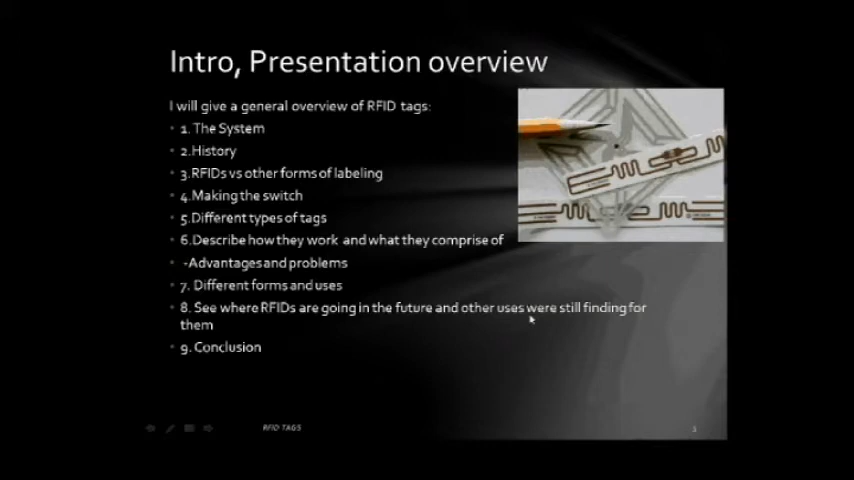 Intro, Presentation overview
I will give a general overview of RFID tags:
1. The System
2.History
3.RFIDs vs other forms of labeling
4.Making the switch
5.Different types of tags
6.Describe how they work and what they comprise of
-Advantages and problems
7. Different forms and uses
8. See where RFIDs are going in the future and other uses were still finding for
them
9. Conclusion
RFID TAGS